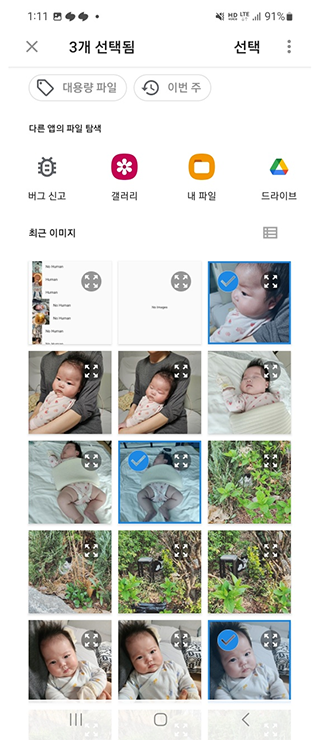 1:11
HD LTE 91%
3개 선택됨 선택
대용량 파일 이번 주
다른 앱의 파일 탐색
버그 신고 갤러리 내 파일 드라이브
최근 이미지
No Human
Human
Human
No Human
Human
No Human
No Human
No Images